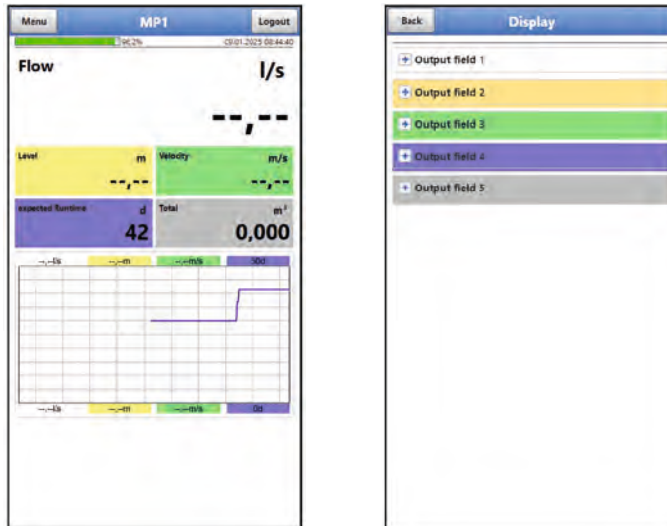 Menu MP1 Logout
96,2% 09.01.2025 08:44:40
Flow l/s
--,--
Level m Velocity m/s
--,-- --,--
expected Runtime d Total m³
42 0,000
--,--l/s --,--m --,--m/s 50d
--,--l/s --,--m --,--m/s 0d
Back Display
Output field 1
Output field 2
Output field 3
Output field 4
Output field 5